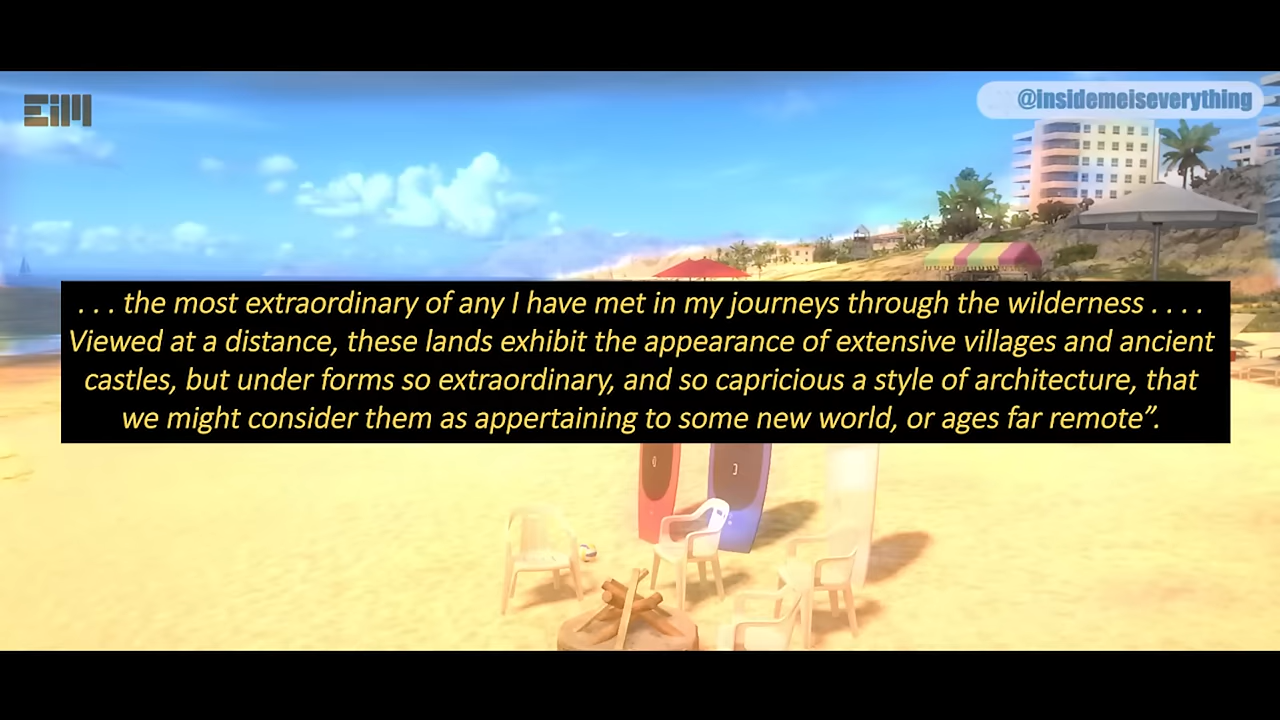 EiM
@insidemeiseverything
. . . the most extraordinary of any I have met in my journeys through the wilderness . . . .
Viewed at a distance, these lands exhibit the appearance of extensive villages and ancient
castles, but under forms so extraordinary, and so capricious a style of architecture, that
we might consider them as appertaining to some new world, or ages far remote”.